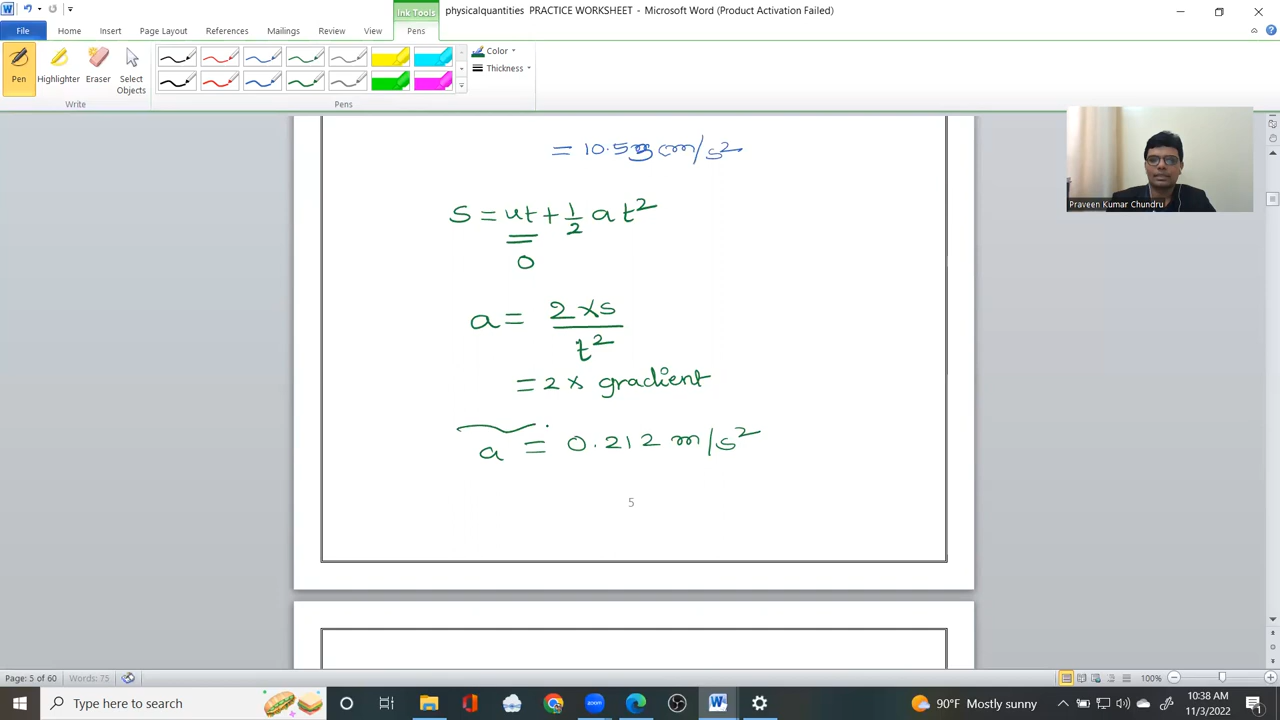 Ink Tools
physicalquantities PRACTICE WORKSHEET - Microsoft Word (Product Activation Failed)
File Home Insert Page Layout References Mailings Review View Pens
Pen Highlighter Eraser Select Objects
Color
Thickness
Write Pens
= 10.5 cm/s²
s = ut + 1/2 at²
0
a = 2 x s / t²
= 2 x gradient
a = 0.212 m/s²
5
Praveen Kumar Chundru
Page: 5 of 60 Words: 75 100%
Type here to search
zoom
90°F Mostly sunny
ENG
10:38 AM
11/3/2022